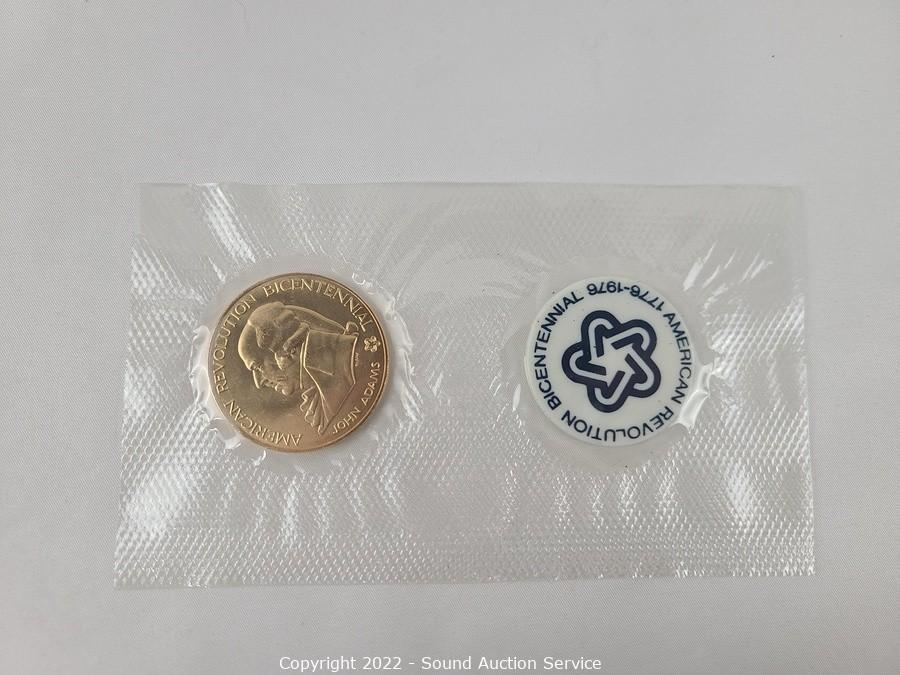 AMERICAN REVOLUTION BICENTENNIAL
JOHN ADAMS
AMERICAN REVOLUTION BICENTENNIAL 1776-1976
Copyright 2022 - Sound Auction Service